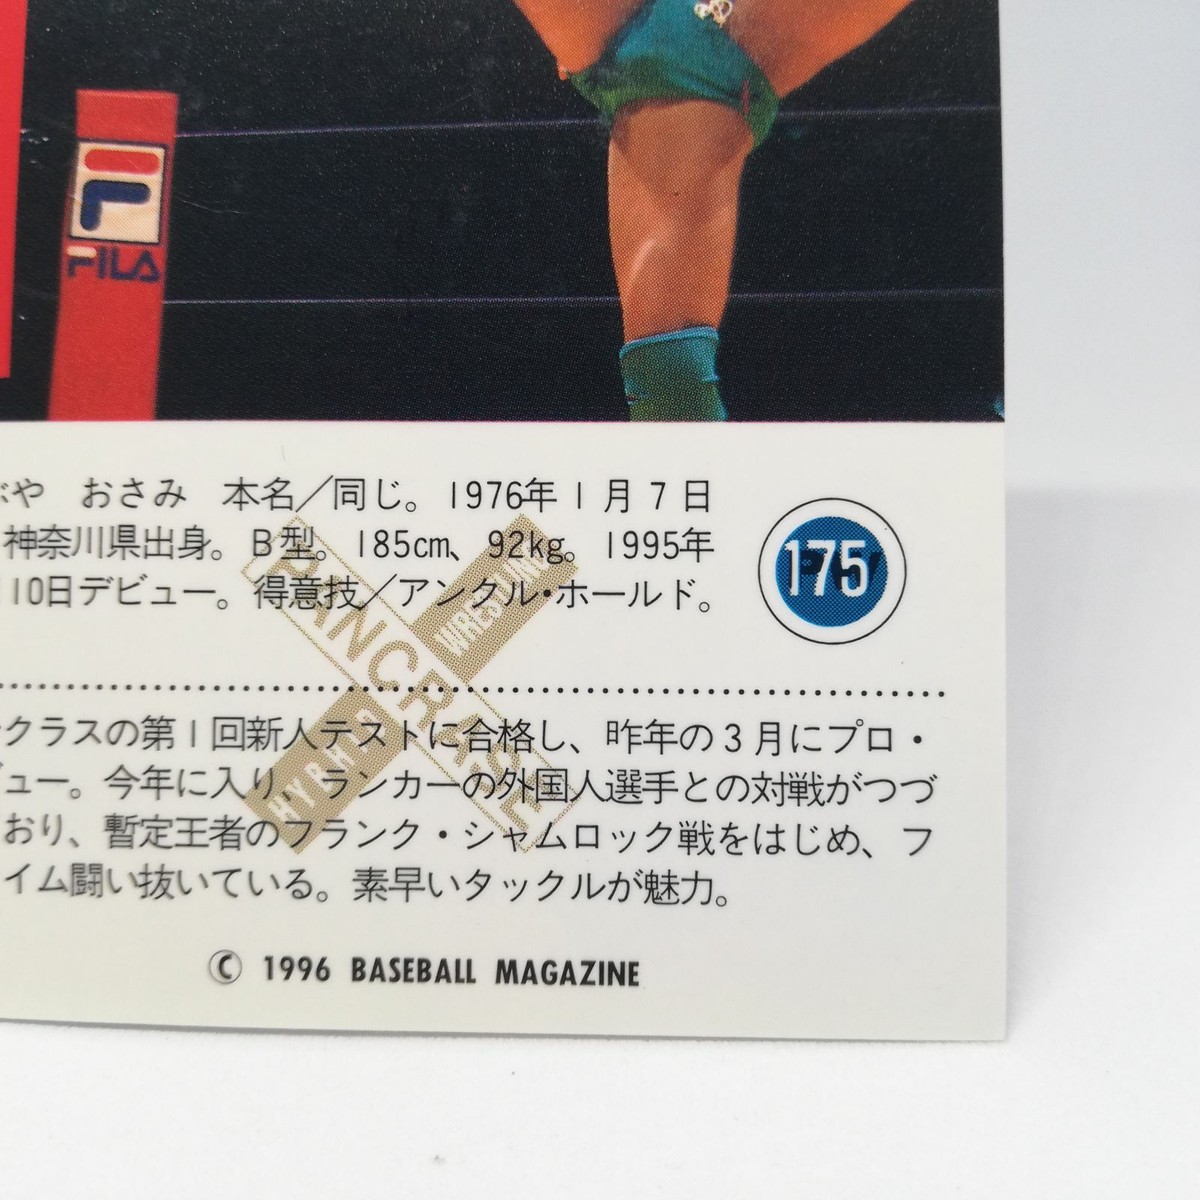 FILA
ぶや　おさみ　本名／同じ。1976年1月7日
神奈川県出身。B型。185cm、92kg。1995年
10日デビュー。得意技／アンクル・ホールド。
175
PANCRASE
HYBRID
WRESTLING
クラスの第1回新人テストに合格し、昨年の3月にプロ・
ュー。今年に入り、ランカーの外国人選手との対戦がつづ
おり、暫定王者のフランク・シャムロック戦をはじめ、フ
イム闘い抜いている。素早いタックルが魅力。
© 1996 BASEBALL MAGAZINE